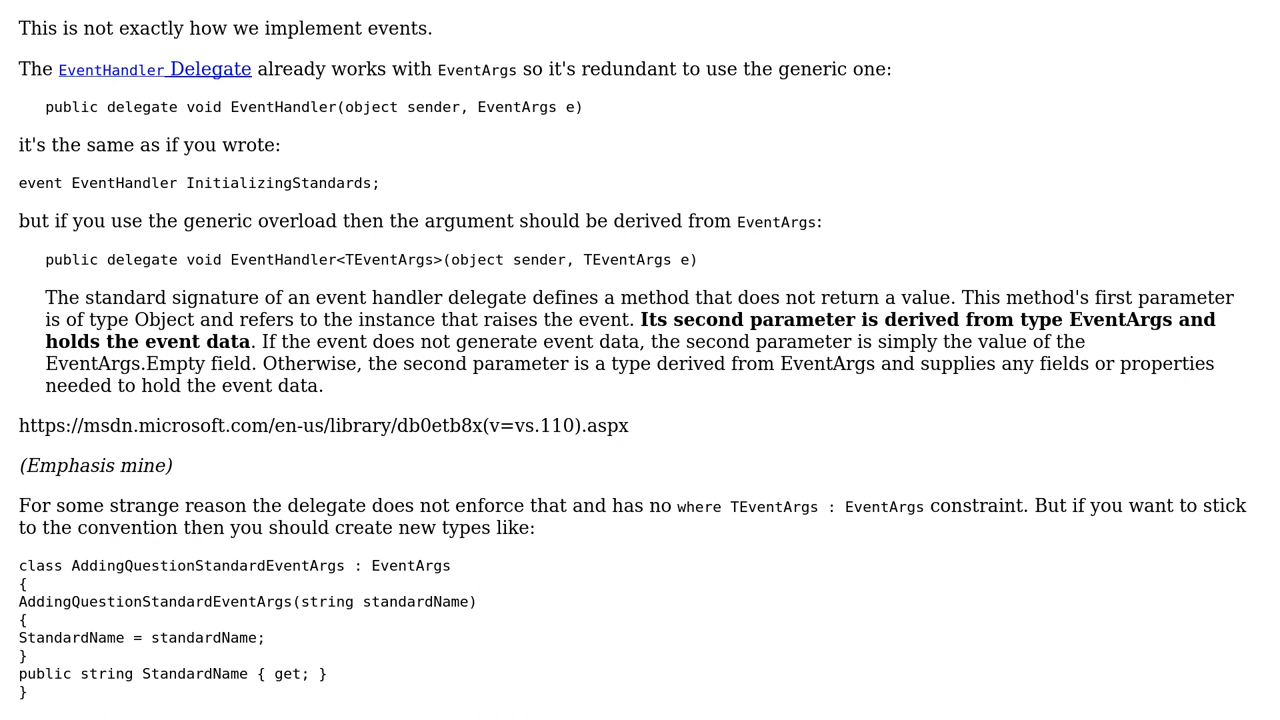 This is not exactly how we implement events.
The EventHandler Delegate already works with EventArgs so it's redundant to use the generic one:
public delegate void EventHandler(object sender, EventArgs e)
it's the same as if you wrote:
event EventHandler InitializingStandards;
but if you use the generic overload then the argument should be derived from EventArgs:
public delegate void EventHandler<TEventArgs>(object sender, TEventArgs e)
The standard signature of an event handler delegate defines a method that does not return a value. This method's first parameter
is of type Object and refers to the instance that raises the event. Its second parameter is derived from type EventArgs and
holds the event data. If the event does not generate event data, the second parameter is simply the value of the
EventArgs.Empty field. Otherwise, the second parameter is a type derived from EventArgs and supplies any fields or properties
needed to hold the event data.
https://msdn.microsoft.com/en-us/library/db0etb8x(v=vs.110).aspx
(Emphasis mine)
For some strange reason the delegate does not enforce that and has no where TEventArgs : EventArgs constraint. But if you want to stick
to the convention then you should create new types like:
class AddingQuestionStandardEventArgs : EventArgs
{
AddingQuestionStandardEventArgs(string standardName)
{
StandardName = standardName;
}
public string StandardName { get; }
}